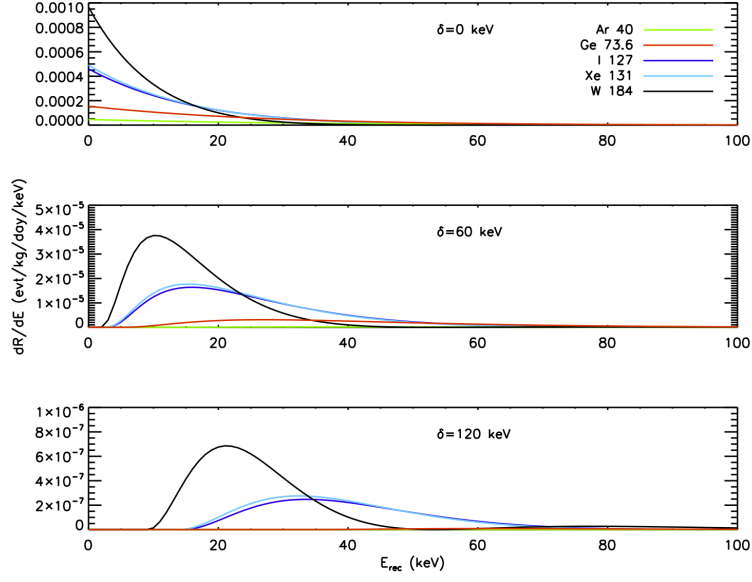 0.0010
0.0008
0.0006
0.0004
0.0002
0.0000
δ=0 keV
Ar 40
Ge 73.6
I 127
Xe 131
W 184
0 20 40 60 80 100
dR/dE (evt/kg/day/keV)
5×10⁻⁵
4×10⁻⁵
3×10⁻⁵
2×10⁻⁵
1×10⁻⁵
0
δ=60 keV
0 20 40 60 80 100
1×10⁻⁶
8×10⁻⁷
6×10⁻⁷
4×10⁻⁷
2×10⁻⁷
0
δ=120 keV
0 20 40 60 80 100
E_rec (keV)